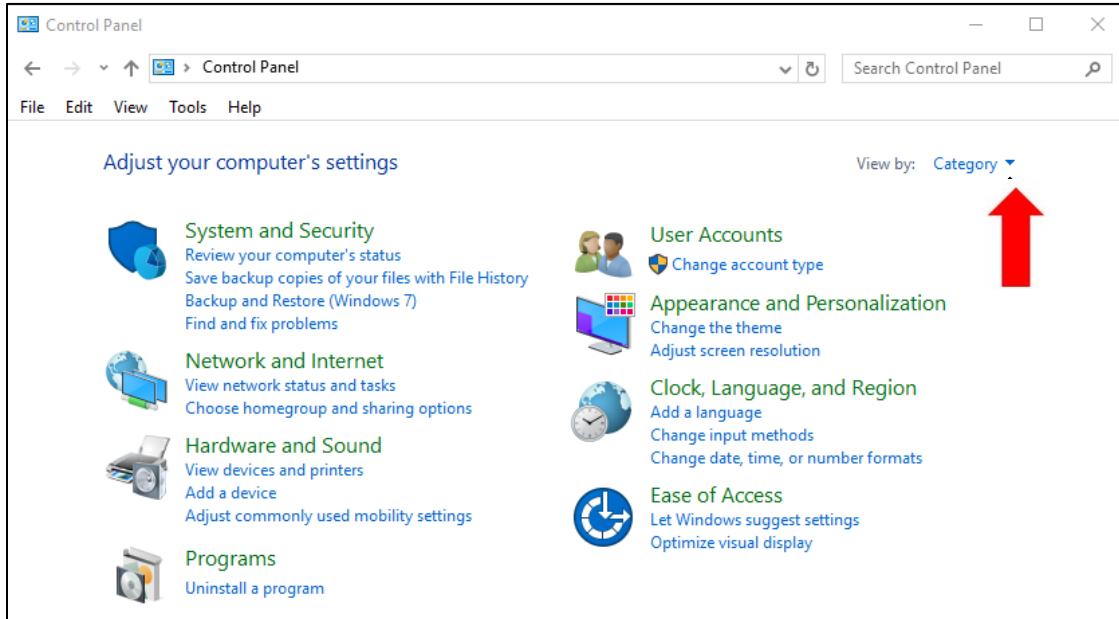 Control Panel
Control Panel
Search Control Panel
File Edit View Tools Help
Adjust your computer's settings
View by: Category
System and Security
Review your computer's status
Save backup copies of your files with File History
Backup and Restore (Windows 7)
Find and fix problems
Network and Internet
View network status and tasks
Choose homegroup and sharing options
Hardware and Sound
View devices and printers
Add a device
Adjust commonly used mobility settings
Programs
Uninstall a program
User Accounts
Change account type
Appearance and Personalization
Change the theme
Adjust screen resolution
Clock, Language, and Region
Add a language
Change input methods
Change date, time, or number formats
Ease of Access
Let Windows suggest settings
Optimize visual display